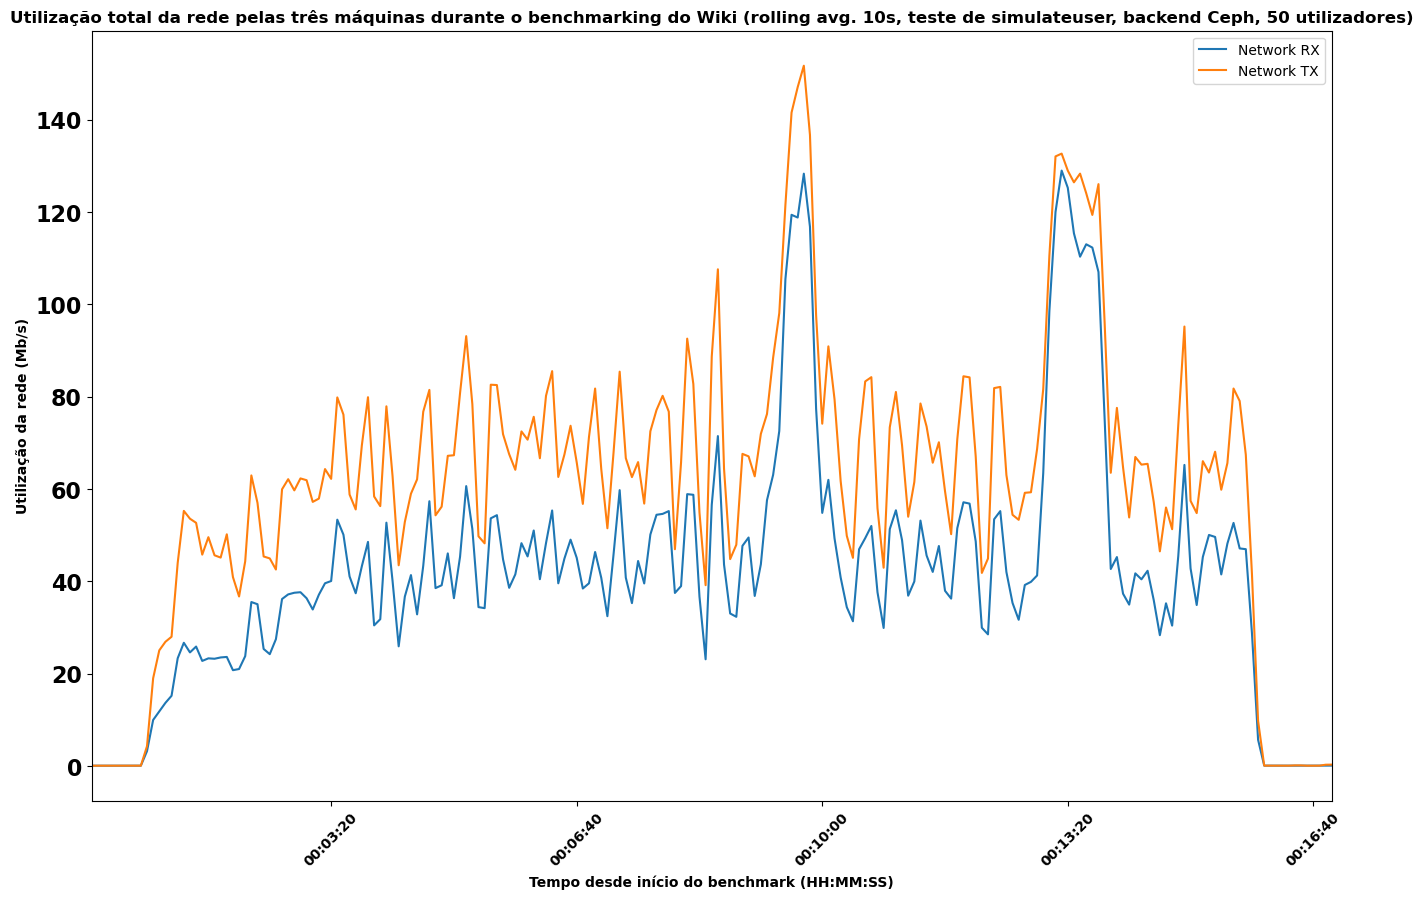 Utilização total da rede pelas três máquinas durante o benchmarking do Wiki (rolling avg. 10s, teste de simulateuser, backend Ceph, 50 utilizadores)
Network RX
Network TX
140
120
100
80
60
40
20
0
Utilização da rede (Mb/s)
00:03:20
00:06:40
00:10:00
00:13:20
00:16:40
Tempo desde início do benchmark (HH:MM:SS)